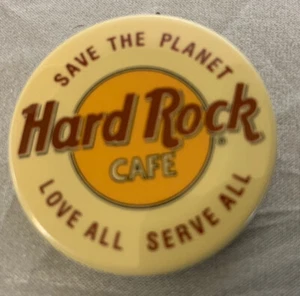 SAVE THE PLANET
Hard Rock
CAFE
LOVE ALL SERVE ALL